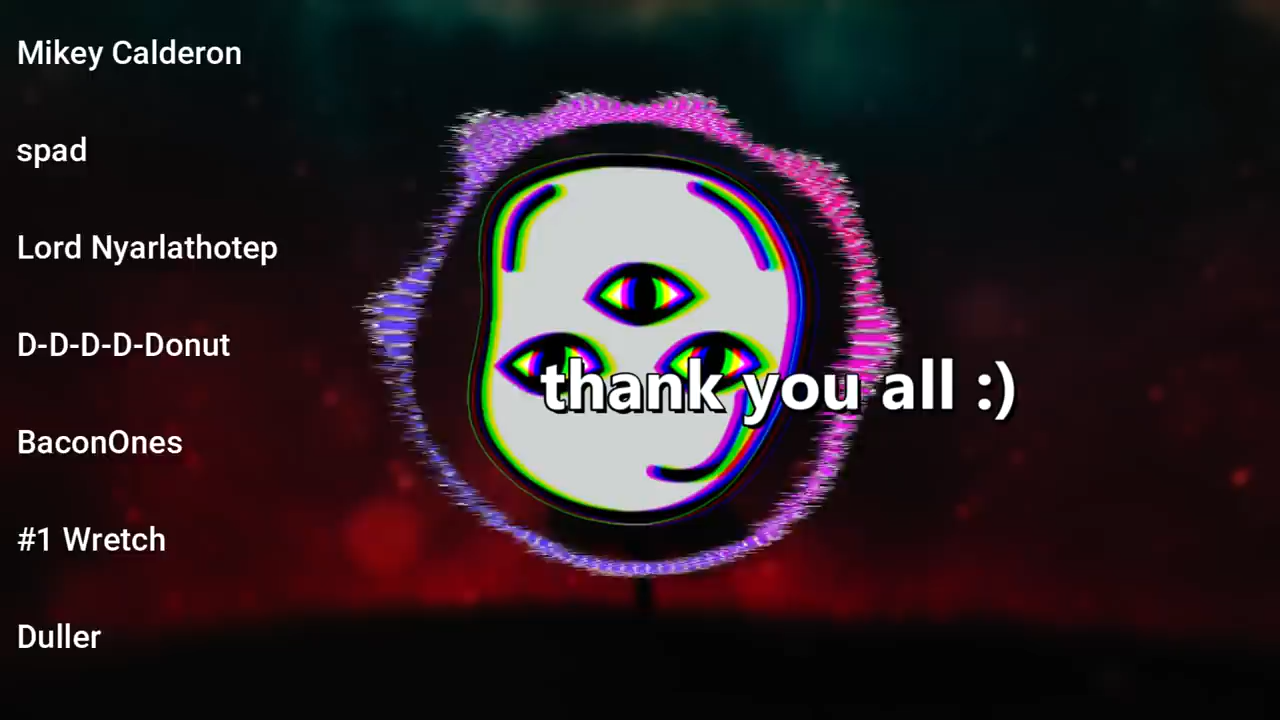 Mikey Calderon
spad
Lord Nyarlathotep
D-D-D-D-Donut
thank you all :)
BaconOnes
#1 Wretch
Duller